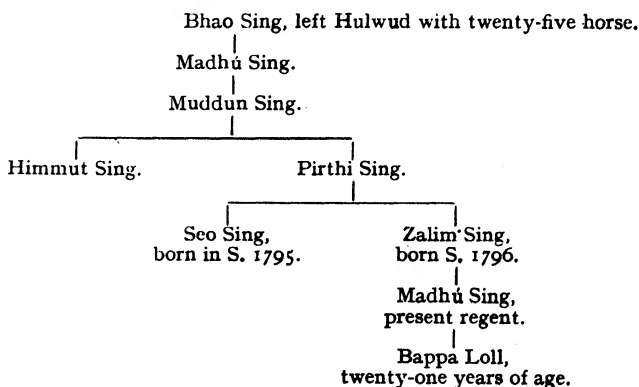 Bhao Sing, left Hulwud with twenty-five horse.
Madhú Sing.
Muddun Sing.
Himmut Sing. Pirthi Sing.
Seo Sing, Zalim Sing,
born in S. 1795. born S. 1796.
Madhú Sing,
present regent.
Bappa Loll,
twenty-one years of age.